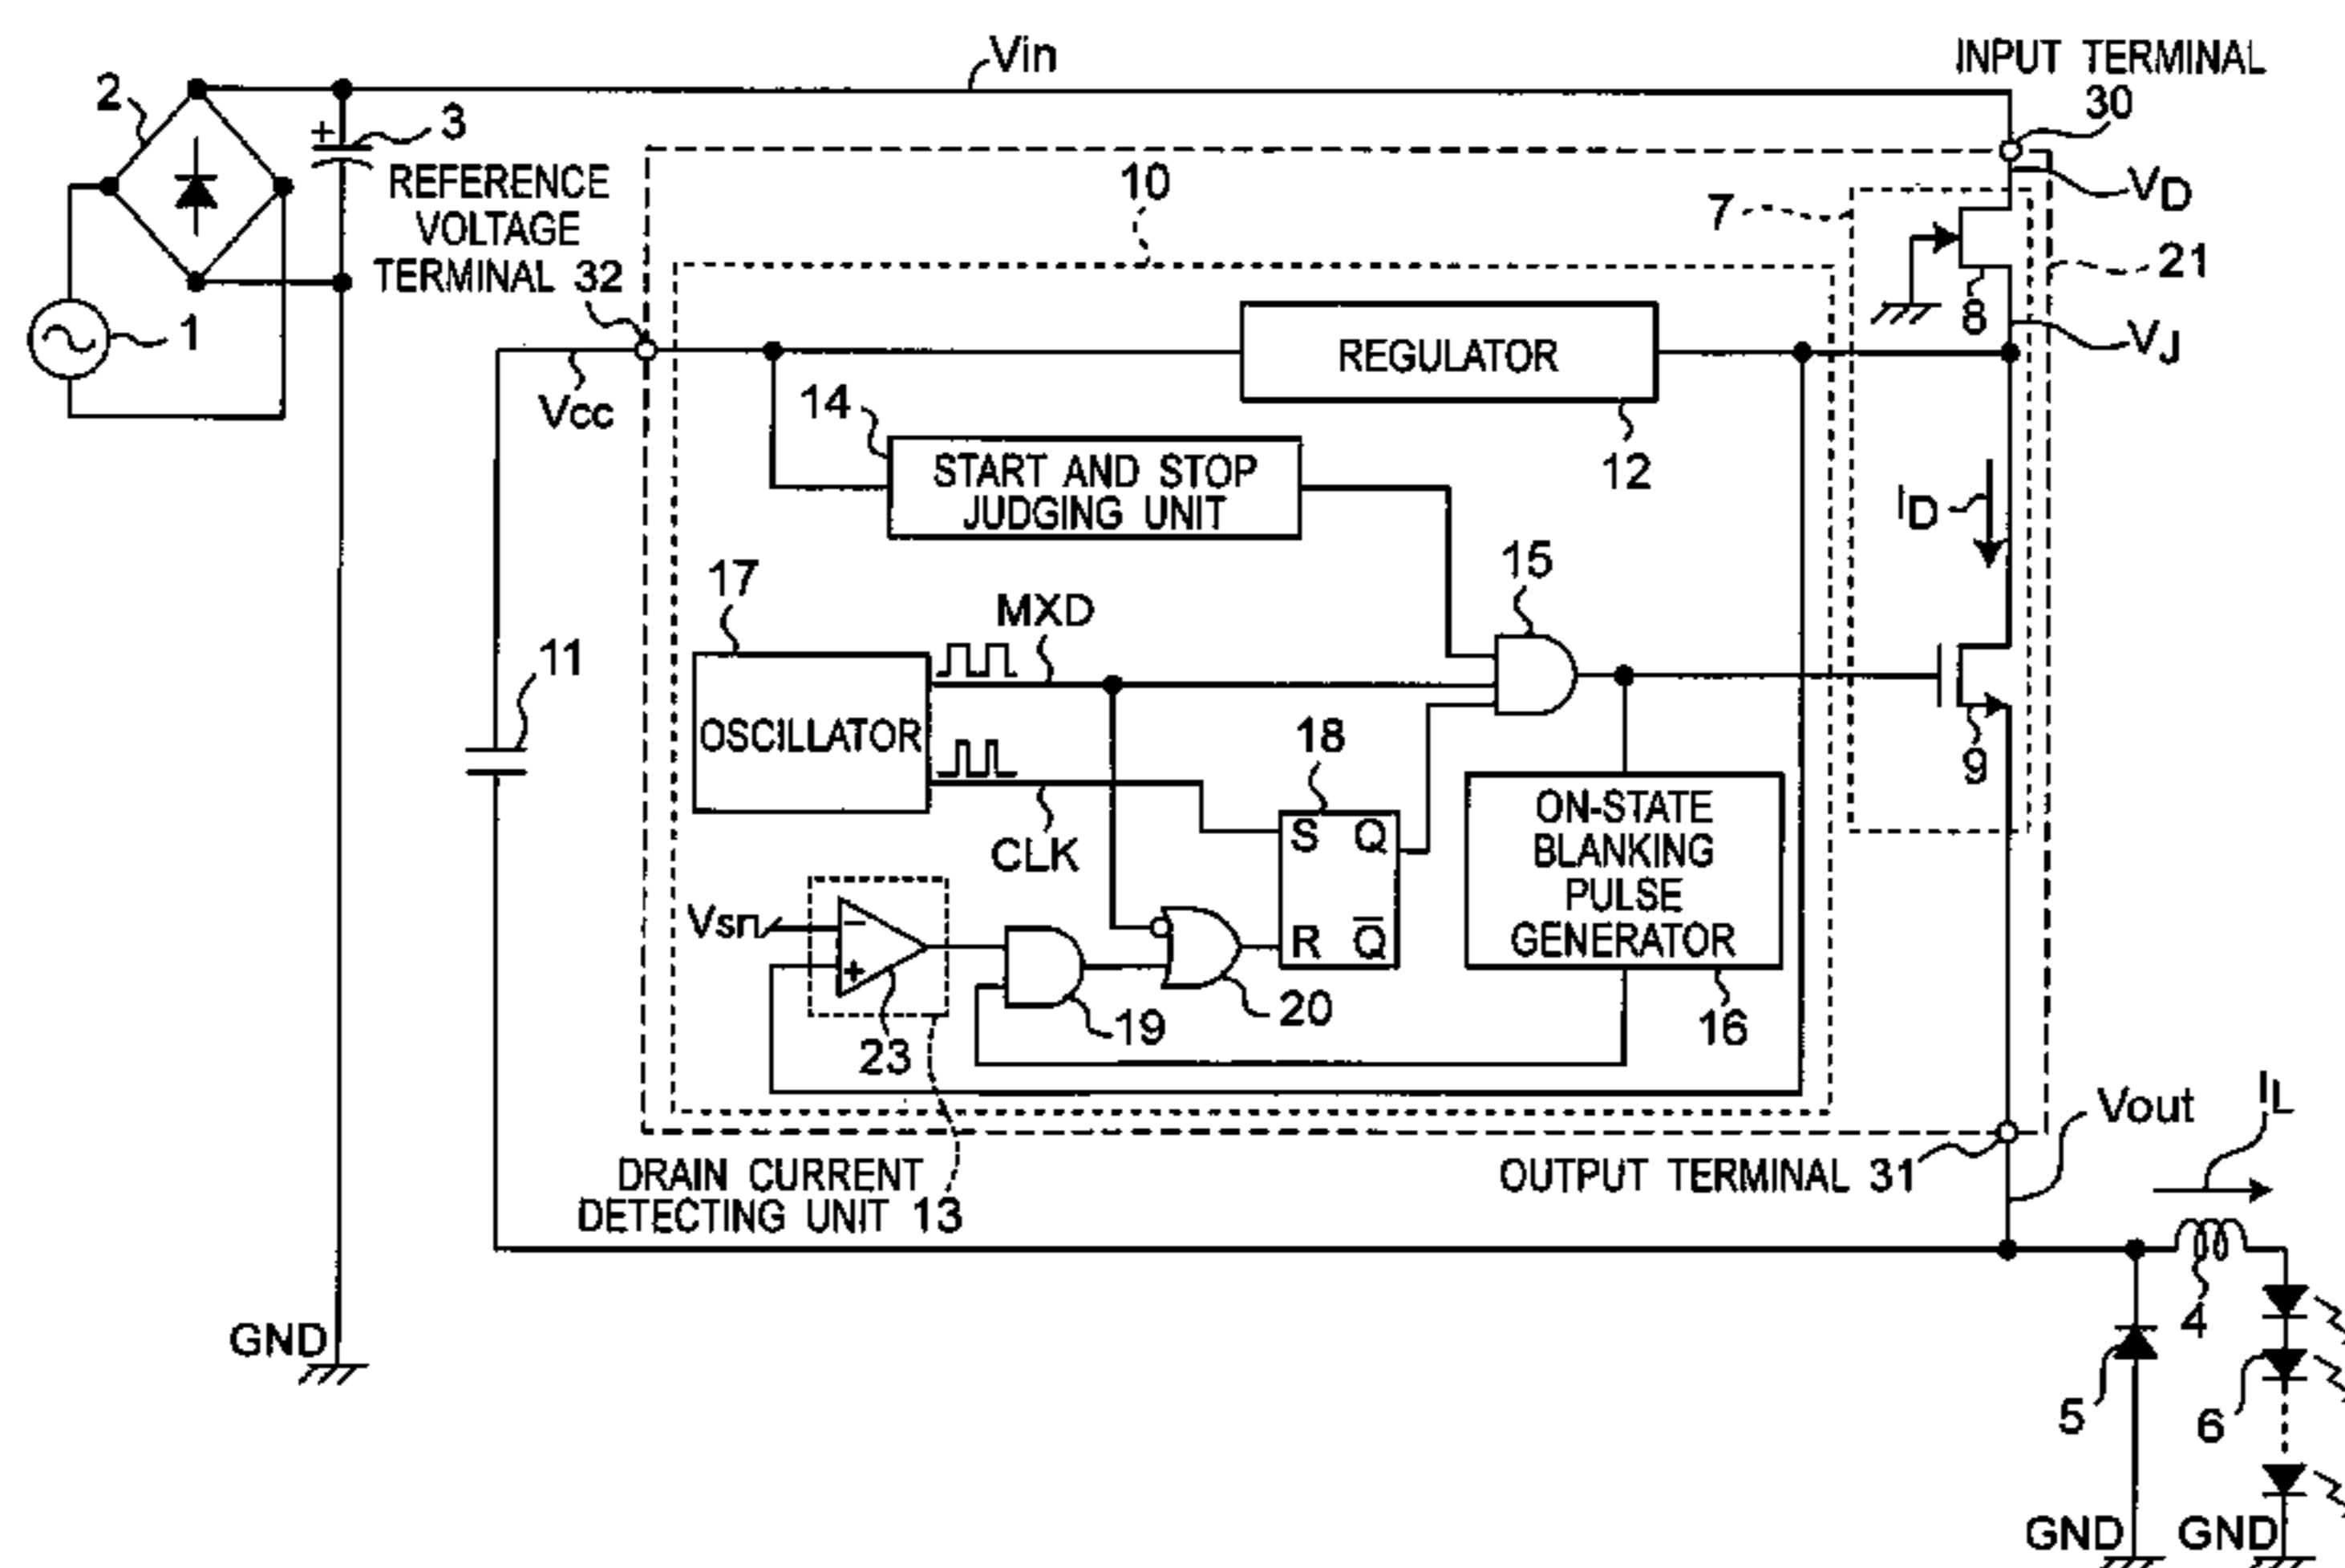 Vin
INPUT TERMINAL
30
2
3
+
REFERENCE
VOLTAGE
TERMINAL 32
10
7
VD
21
8
VJ
1
Vcc
REGULATOR
12
14
START AND STOP
JUDGING UNIT
ID
17
MXD
15
11
OSCILLATOR
CLK
18
S Q
R Q̅
9
ON-STATE
BLANKING
PULSE
GENERATOR
16
Vsn
−
+
23
19
20
DRAIN CURRENT
DETECTING UNIT 13
OUTPUT TERMINAL 31
Vout
IL
4
5
6
GND
GND
GND